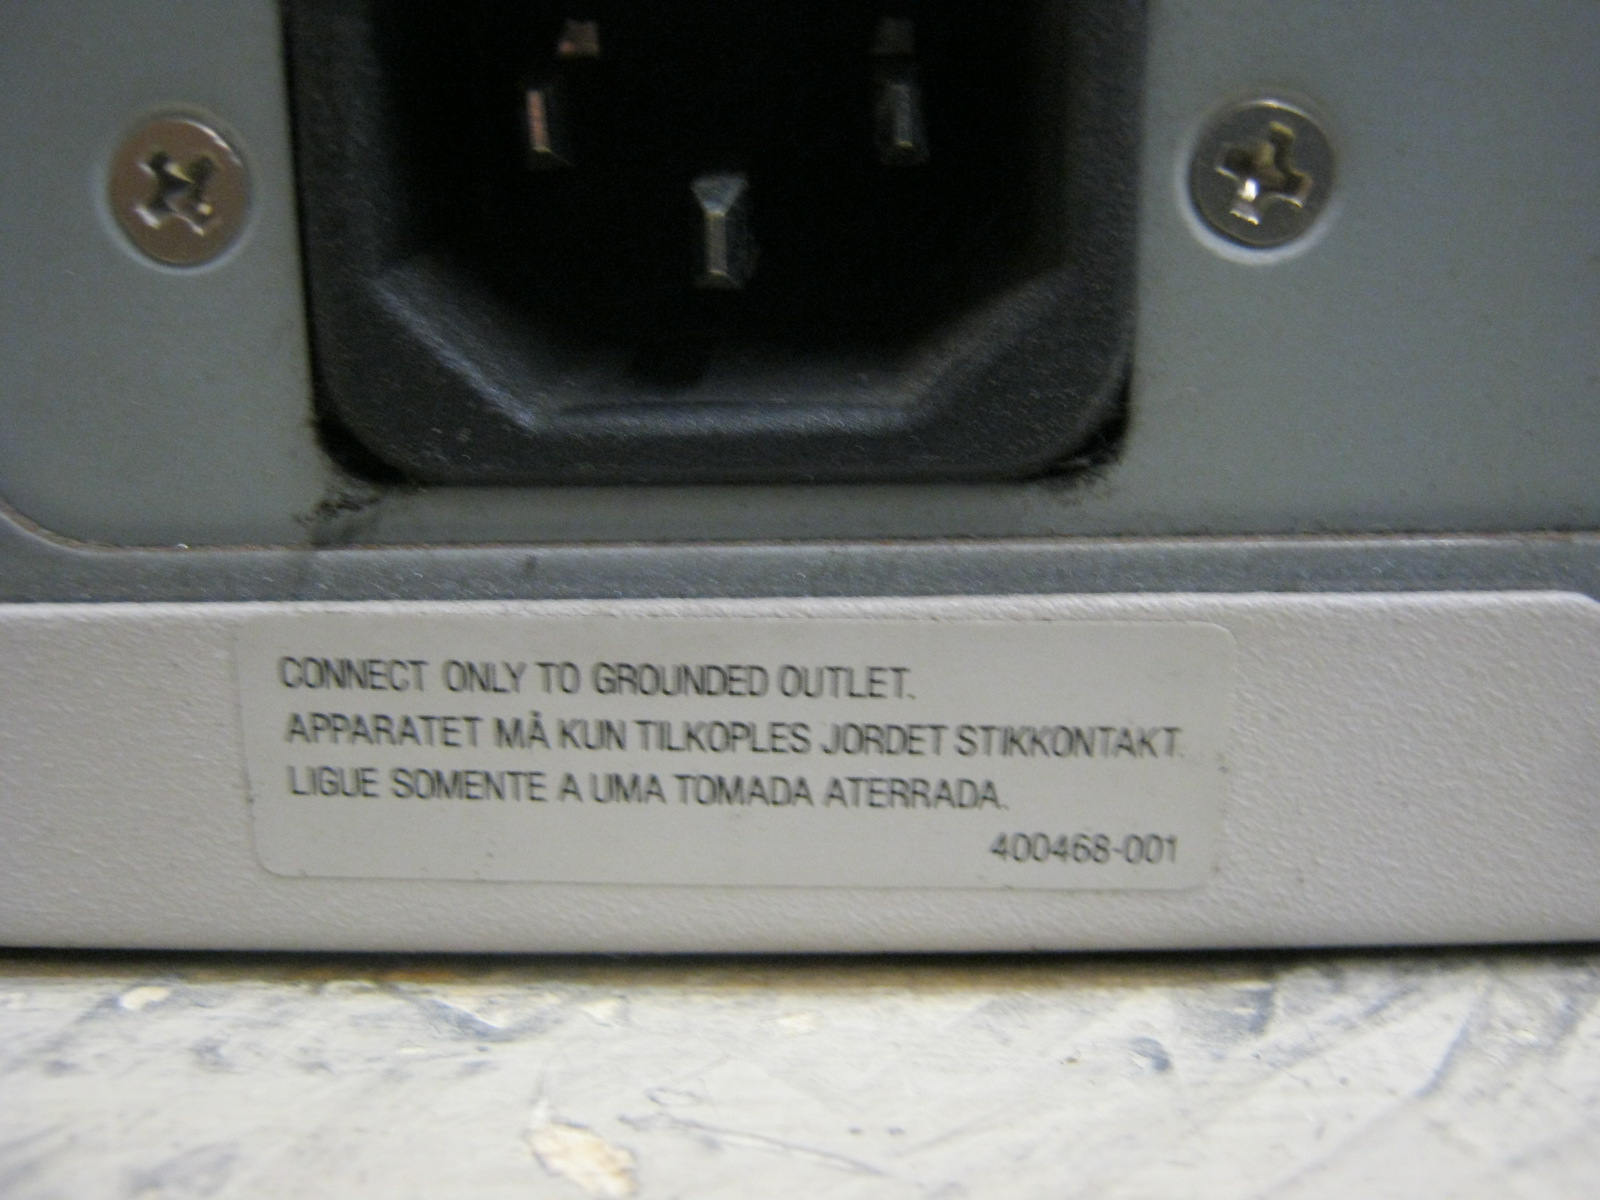 CONNECT ONLY TO GROUNDED OUTLET.
APPARATET MÅ KUN TILKOPLES JORDET STIKKONTAKT.
LIGUE SOMENTE A UMA TOMADA ATERRADA.
400468-001